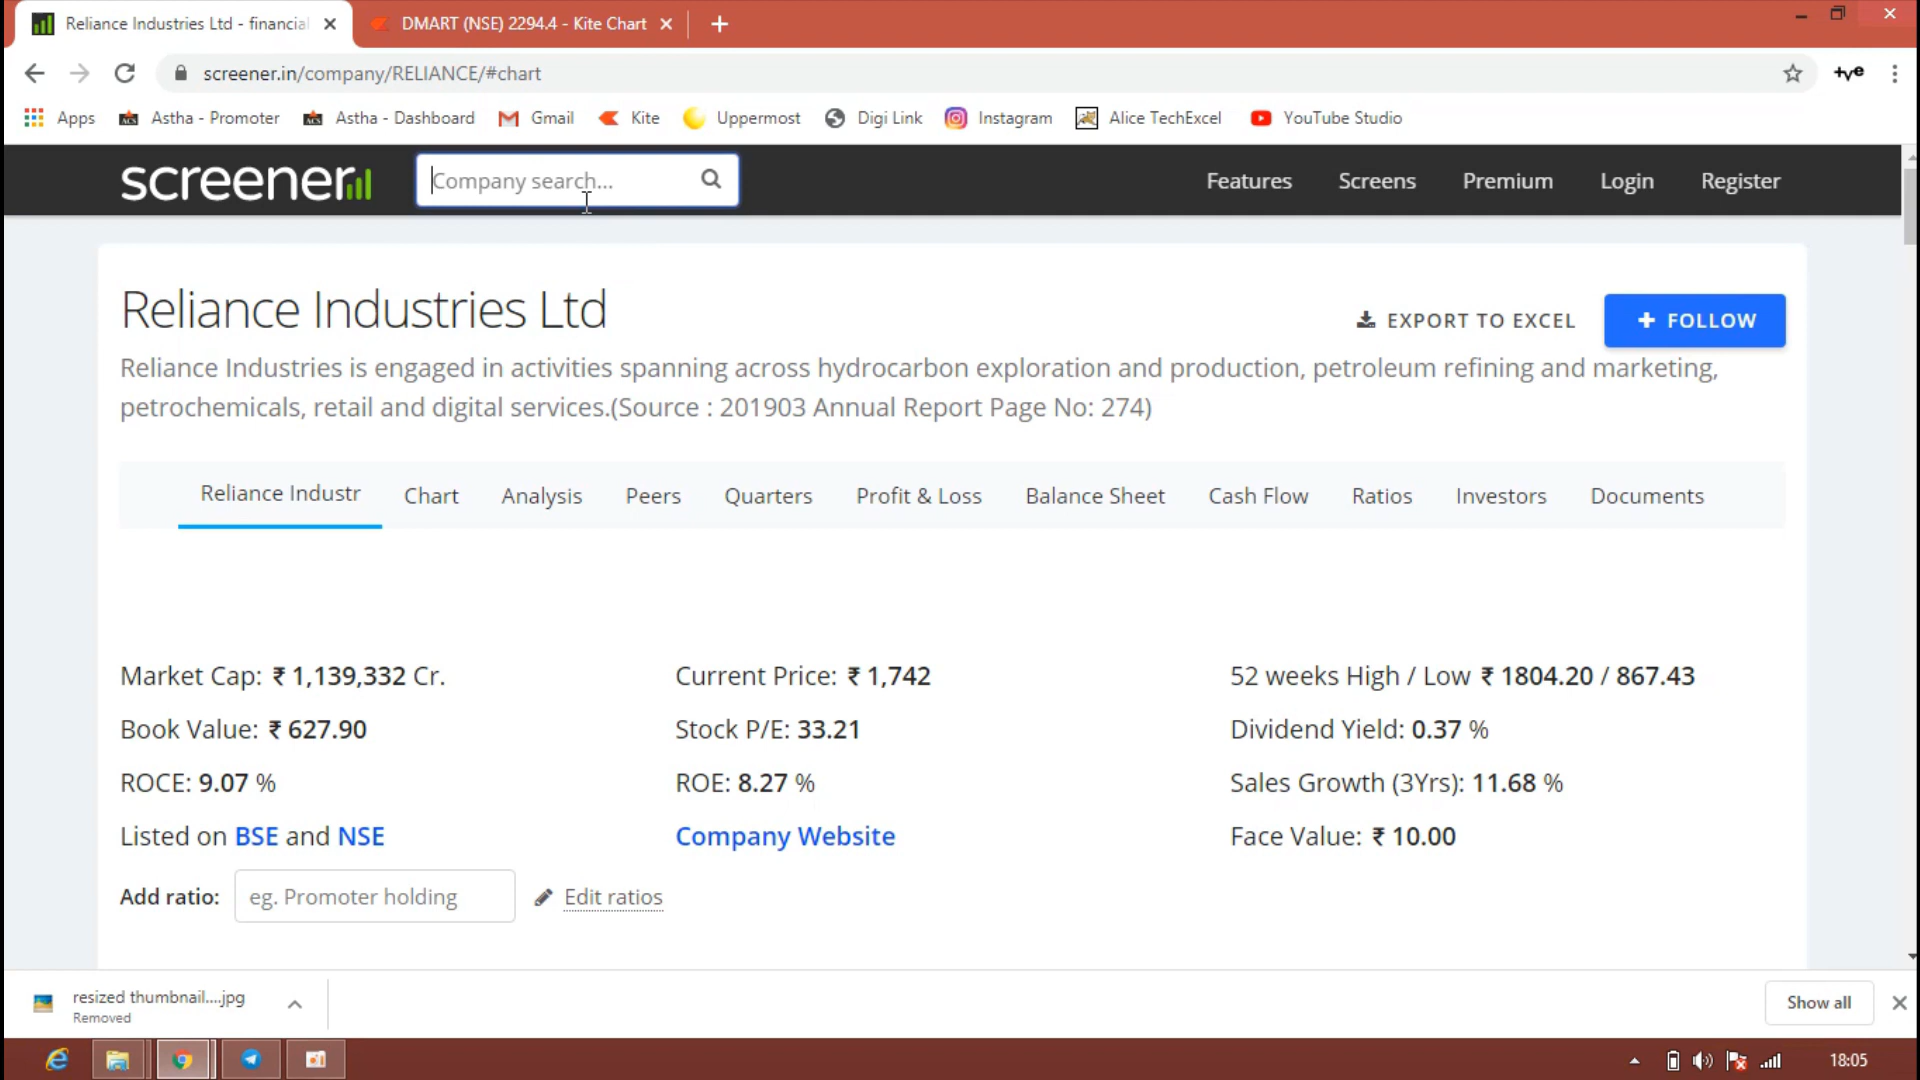 Reliance Industries Ltd - financial
DMART (NSE) 2294.4 - Kite Chart
screener.in/company/RELIANCE/#chart
+ve
Apps
Astha - Promoter
Astha - Dashboard
Gmail
Kite
Uppermost
Digi Link
Instagram
Alice TechExcel
YouTube Studio
screener
Company search...
Features
Screens
Premium
Login
Register
Reliance Industries Ltd
EXPORT TO EXCEL
+ FOLLOW
Reliance Industries is engaged in activities spanning across hydrocarbon exploration and production, petroleum refining and marketing,
petrochemicals, retail and digital services.(Source : 201903 Annual Report Page No: 274)
Reliance Industr
Chart
Analysis
Peers
Quarters
Profit & Loss
Balance Sheet
Cash Flow
Ratios
Investors
Documents
Market Cap: ₹ 1,139,332 Cr.
Current Price: ₹ 1,742
52 weeks High / Low ₹ 1804.20 / 867.43
Book Value: ₹ 627.90
Stock P/E: 33.21
Dividend Yield: 0.37 %
ROCE: 9.07 %
ROE: 8.27 %
Sales Growth (3Yrs): 11.68 %
Listed on BSE and NSE
Company Website
Face Value: ₹ 10.00
Add ratio:
eg. Promoter holding
Edit ratios
resized thumbnail....jpg
Removed
Show all
18:05